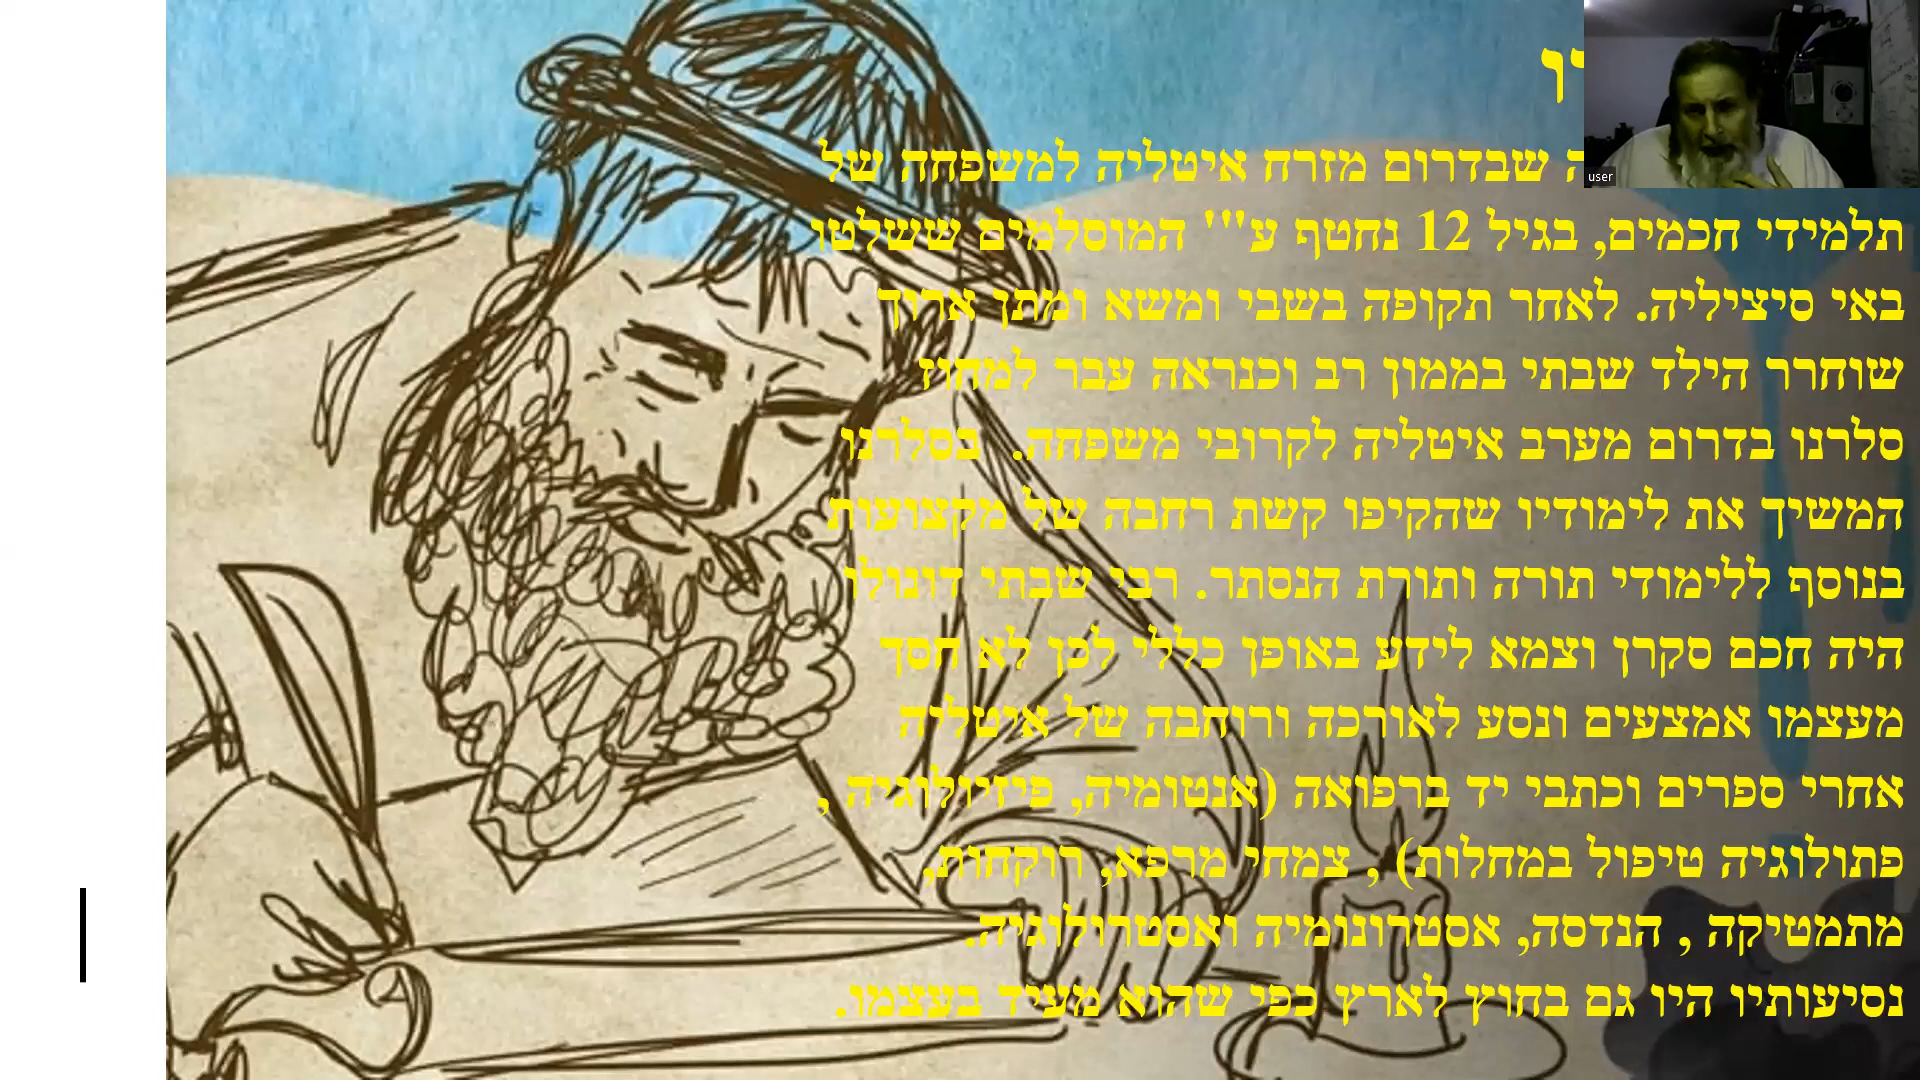 user
שבדרום מזרח איטליה למשפחה של
תלמידי חכמים, בגיל 12 נחטף ע"' המוסלמים ששלטו
באי סיציליה. לאחר תקופה בשבי ומשא ומתן ארוך
שוחרר הילד שבתי בממון רב וכנראה עבר למחוז
סלרנו בדרום מערב איטליה לקרובי משפחה. בסלרנו
המשיך את לימודיו שהקיפו קשת רחבה של מקצועות
בנוסף ללימודי תורה ותורת הנסתר. רבי שבתי דונולו
היה חכם סקרן וצמא לידע באופן כללי לכן לא חסך
מעצמו אמצעים ונסע לאורכה ורוחבה של איטליה
אחרי ספרים וכתבי יד ברפואה (אנטומיה, פיזיולוגיה ,
פתולוגיה טיפול במחלות) , צמחי מרפא, רוקחות,
מתמטיקה , הנדסה, אסטרונומיה ואסטרולוגיה.
נסיעותיו היו גם בחוץ לארץ כפי שהוא מעיד בעצמו.